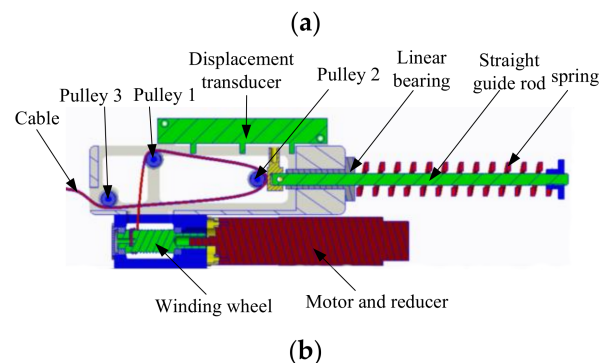 (a)
Displacement
transducer
Linear
bearing
Straight
guide rod
spring
Pulley 2
Pulley 1
Pulley 3
Cable
Winding wheel
Motor and reducer
(b)